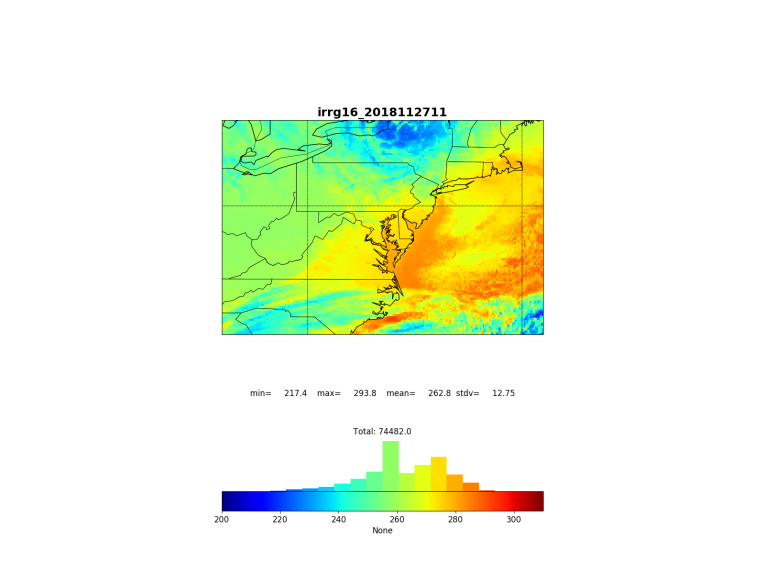 irrg16_2018112711
min= 217.4 max= 293.8 mean= 262.8 stdv= 12.75
Total: 74482.0
200 220 240 260 280 300
None